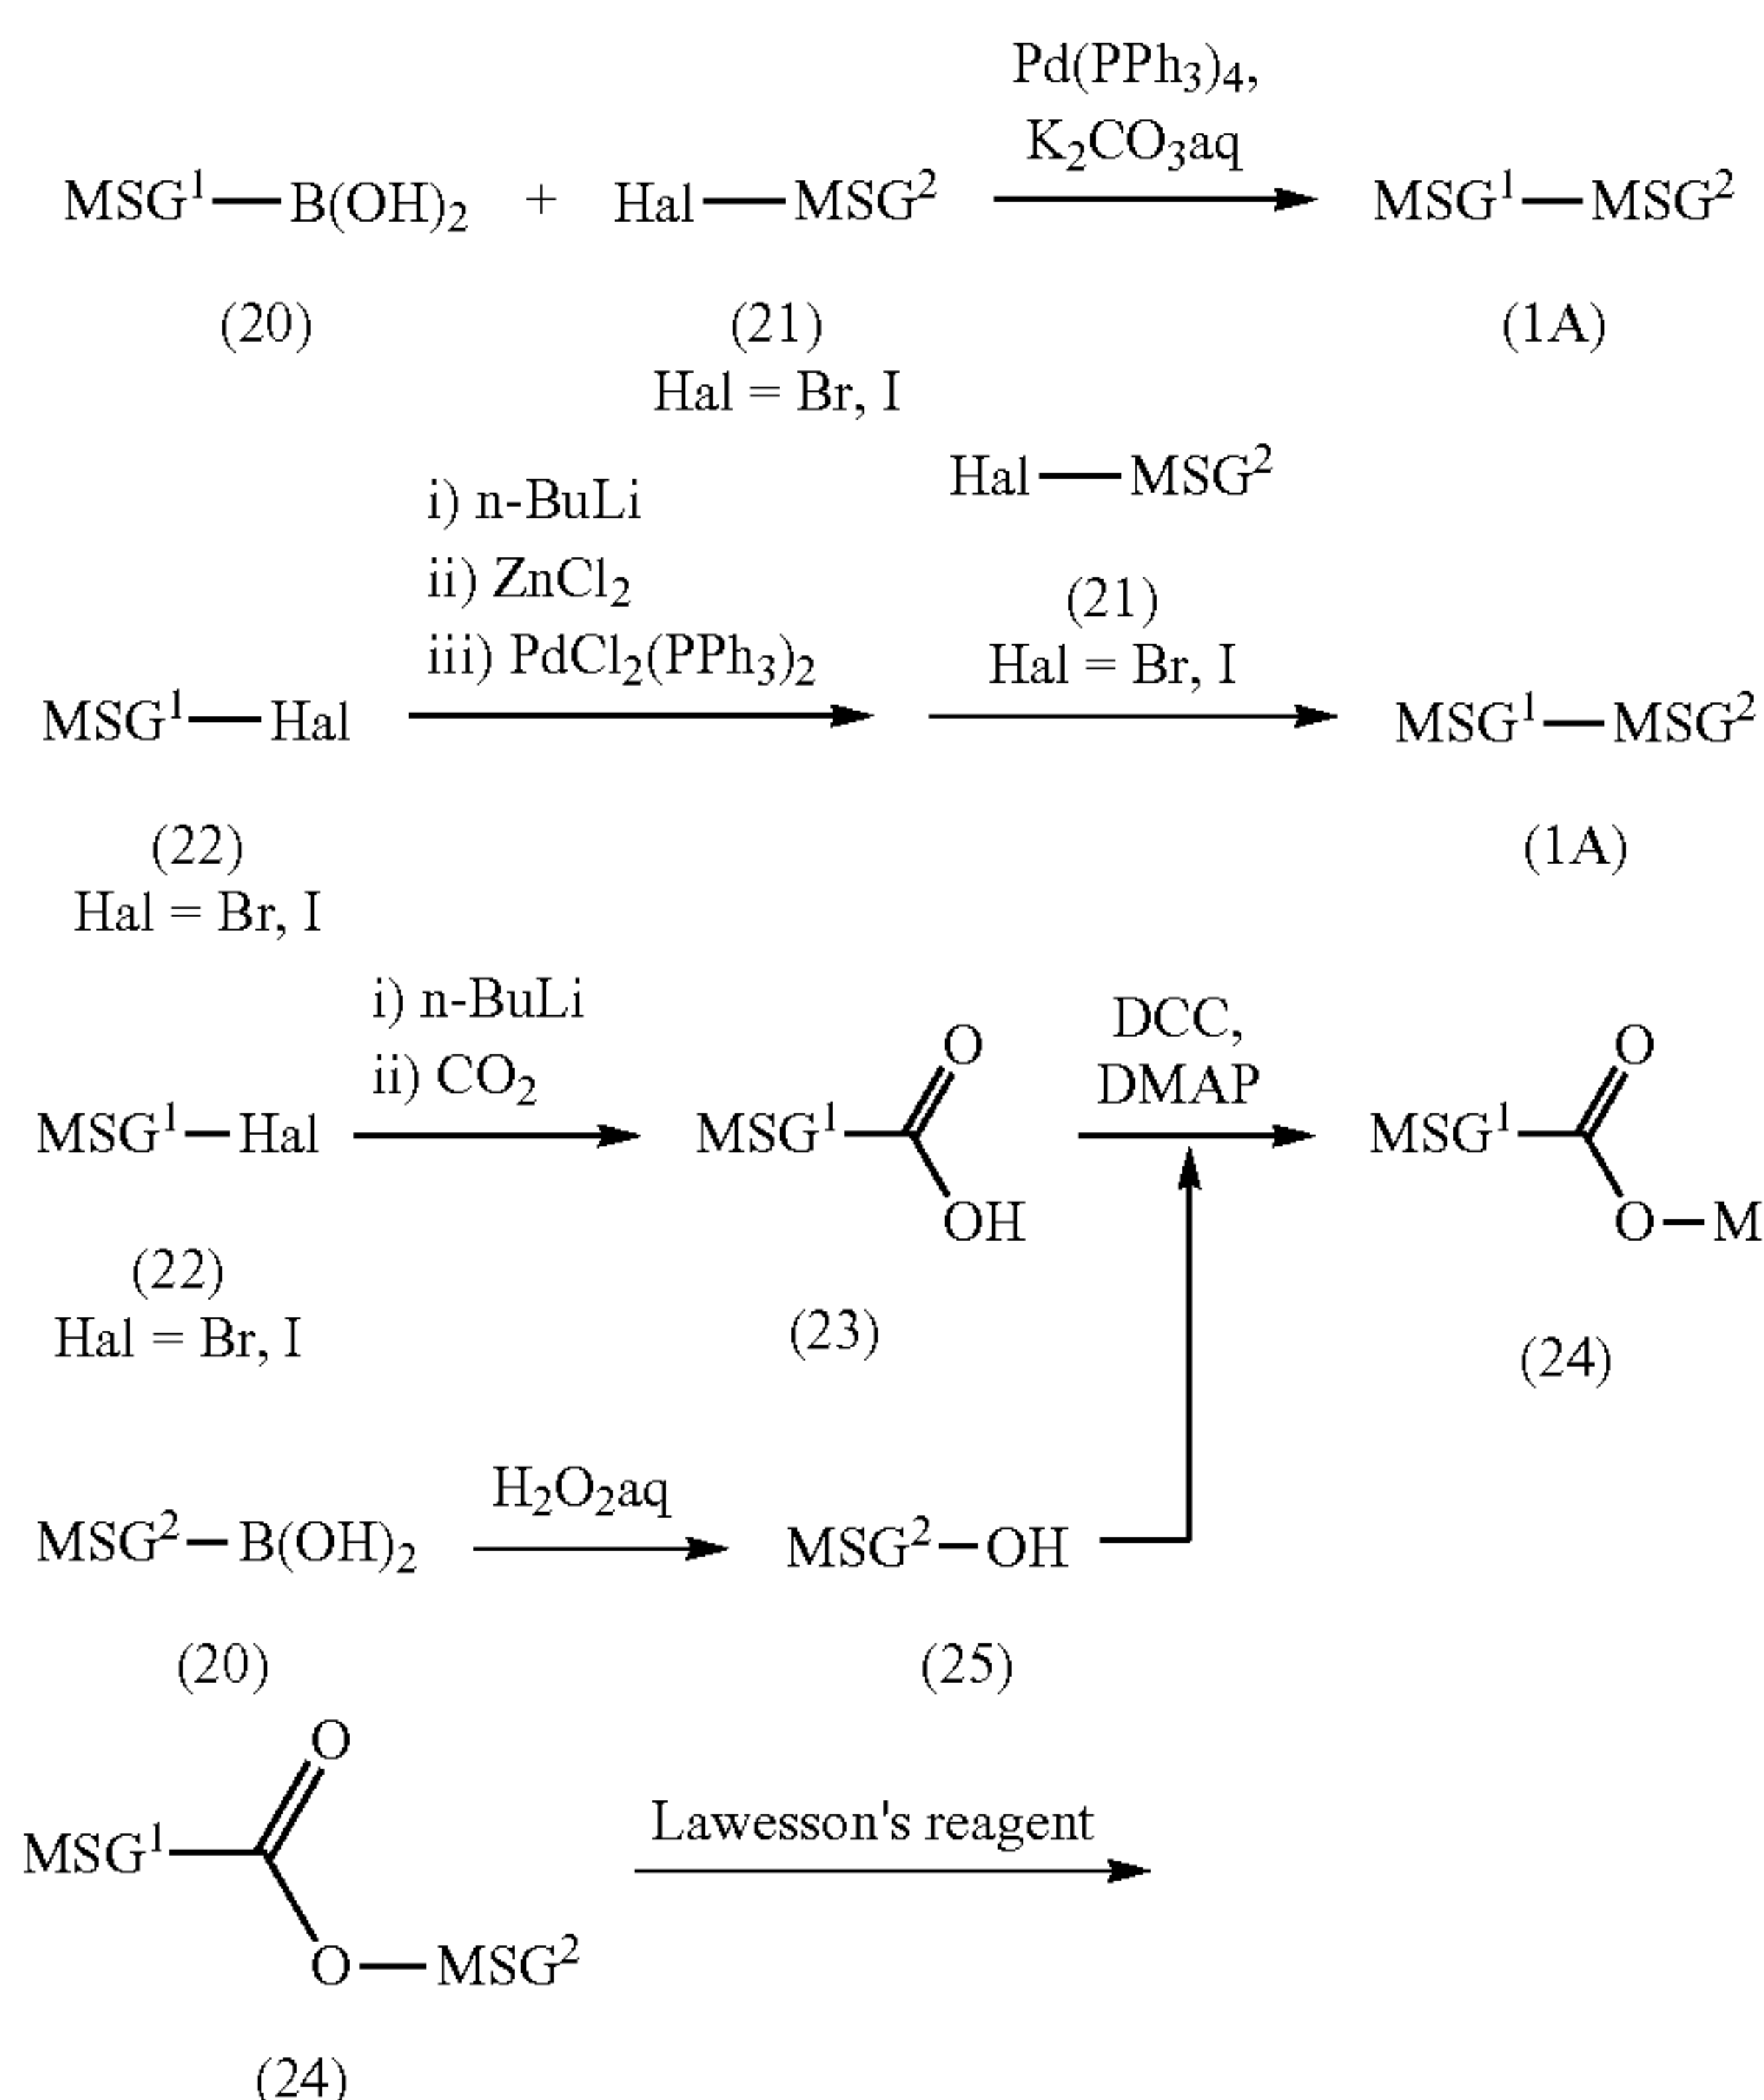 Pd(PPh3)4,
K2CO3aq
MSG1—B(OH)2 + Hal—MSG2 MSG1—MSG2
(20) (21) (1A)
Hal = Br, I
Hal—MSG2
i) n-BuLi
ii) ZnCl2
(21)
iii) PdCl2(PPh3)2
Hal = Br, I
MSG1—Hal MSG1—MSG2
(22) (1A)
Hal = Br, I
i) n-BuLi
ii) CO2
O
DCC,
DMAP
O
MSG1—Hal MSG1 MSG1
OH O—M
(22)
Hal = Br, I
(23) (24)
H2O2aq
MSG2—B(OH)2 MSG2—OH
(20) (25)
O
Lawesson's reagent
MSG1
O—MSG2
(24)